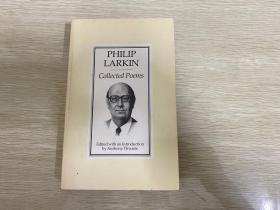 PHILIP
LARKIN
Collected Poems
Edited with an Introduction
by Anthony Thwaite